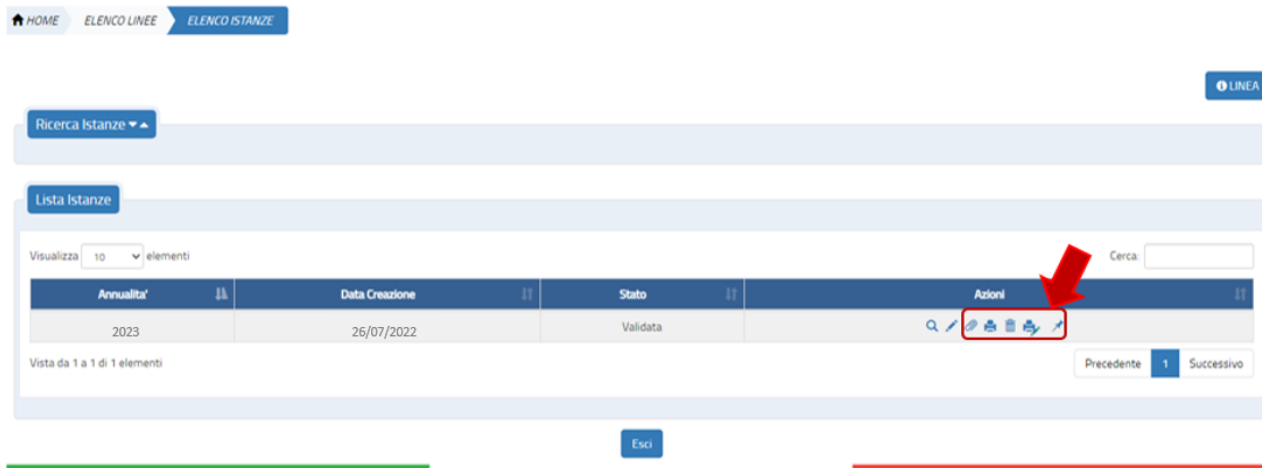 HOME ELENCO LINEE ELENCO ISTANZE
LINEA
Ricerca Istanze
Lista Istanze
Visualizza 10 elementi Cerca:
Annualita' Data Creazione Stato Azioni
2023 26/07/2022 Validata
Vista da 1 a 1 di 1 elementi Precedente 1 Successivo
Esci